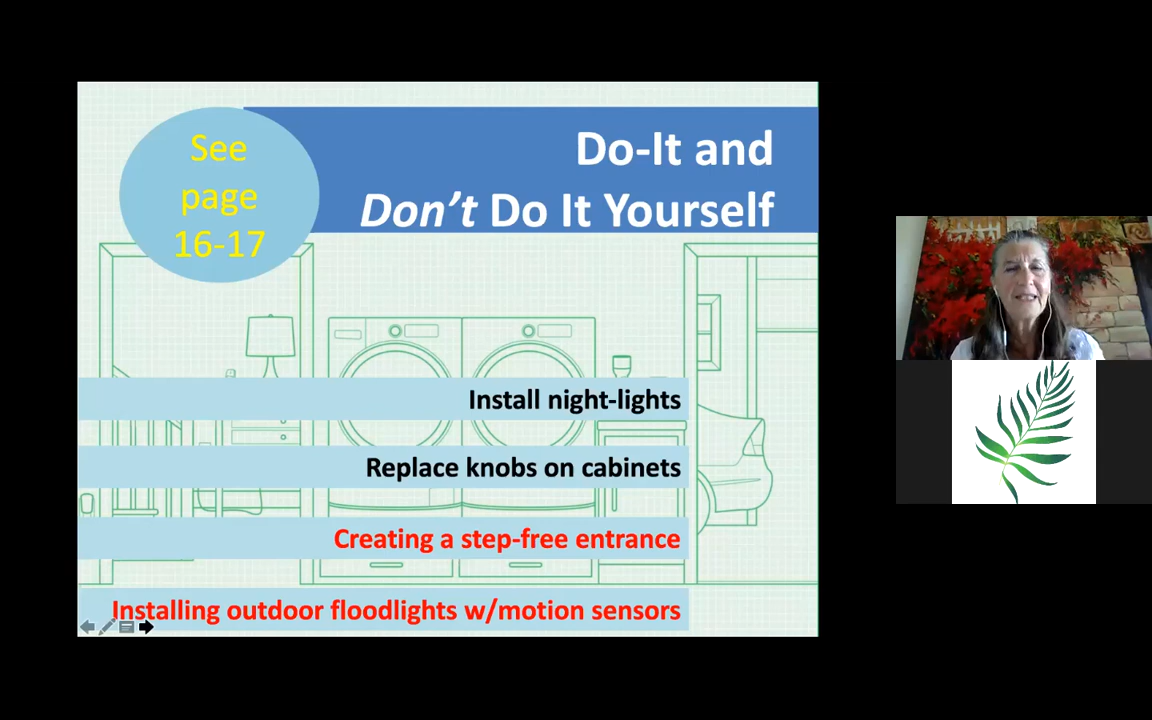 See
page
16-17
Do-It and
Don't Do It Yourself
Install night-lights
Replace knobs on cabinets
Creating a step-free entrance
Installing outdoor floodlights w/motion sensors